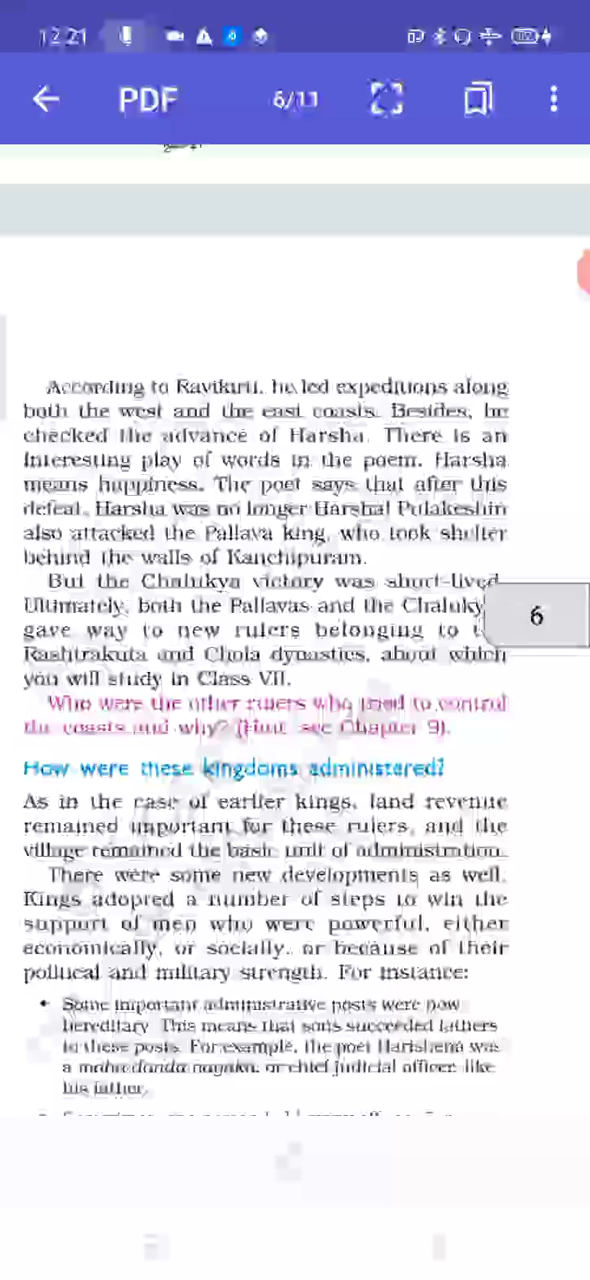 12:21
PDF
6/11
According to Ravikirti, he led expeditions along
both the west and the east coasts. Besides, he
checked the advance of Harsha. There is an
interesting play of words in the poem. Harsha
means happiness. The poet says that after this
defeat, Harsha was no longer Harsha! Pulakeshin
also attacked the Pallava king, who took shelter
behind the walls of Kanchipuram.
But the Chalukya victory was short-lived.
Ultimately, both the Pallavas and the Chaluky
6
gave way to new rulers belonging to t
Rashtrakuta and Chola dynasties, about which
you will study in Class VII.
Who were the other rulers who tried to control
the coasts and why? (Hint: see Chapter 9).
How were these kingdoms administered?
As in the case of earlier kings, land revenue
remained important for these rulers, and the
village remained the basic unit of administration.
There were some new developments as well.
Kings adopted a number of steps to win the
support of men who were powerful, either
economically, or socially, or because of their
political and military strength. For instance:
• Some important administrative posts were now
hereditary. This means that sons succeeded fathers
to these posts. For example, the poet Harishena was
a maha-danda-nayaka, or chief judicial officer, like
his father.